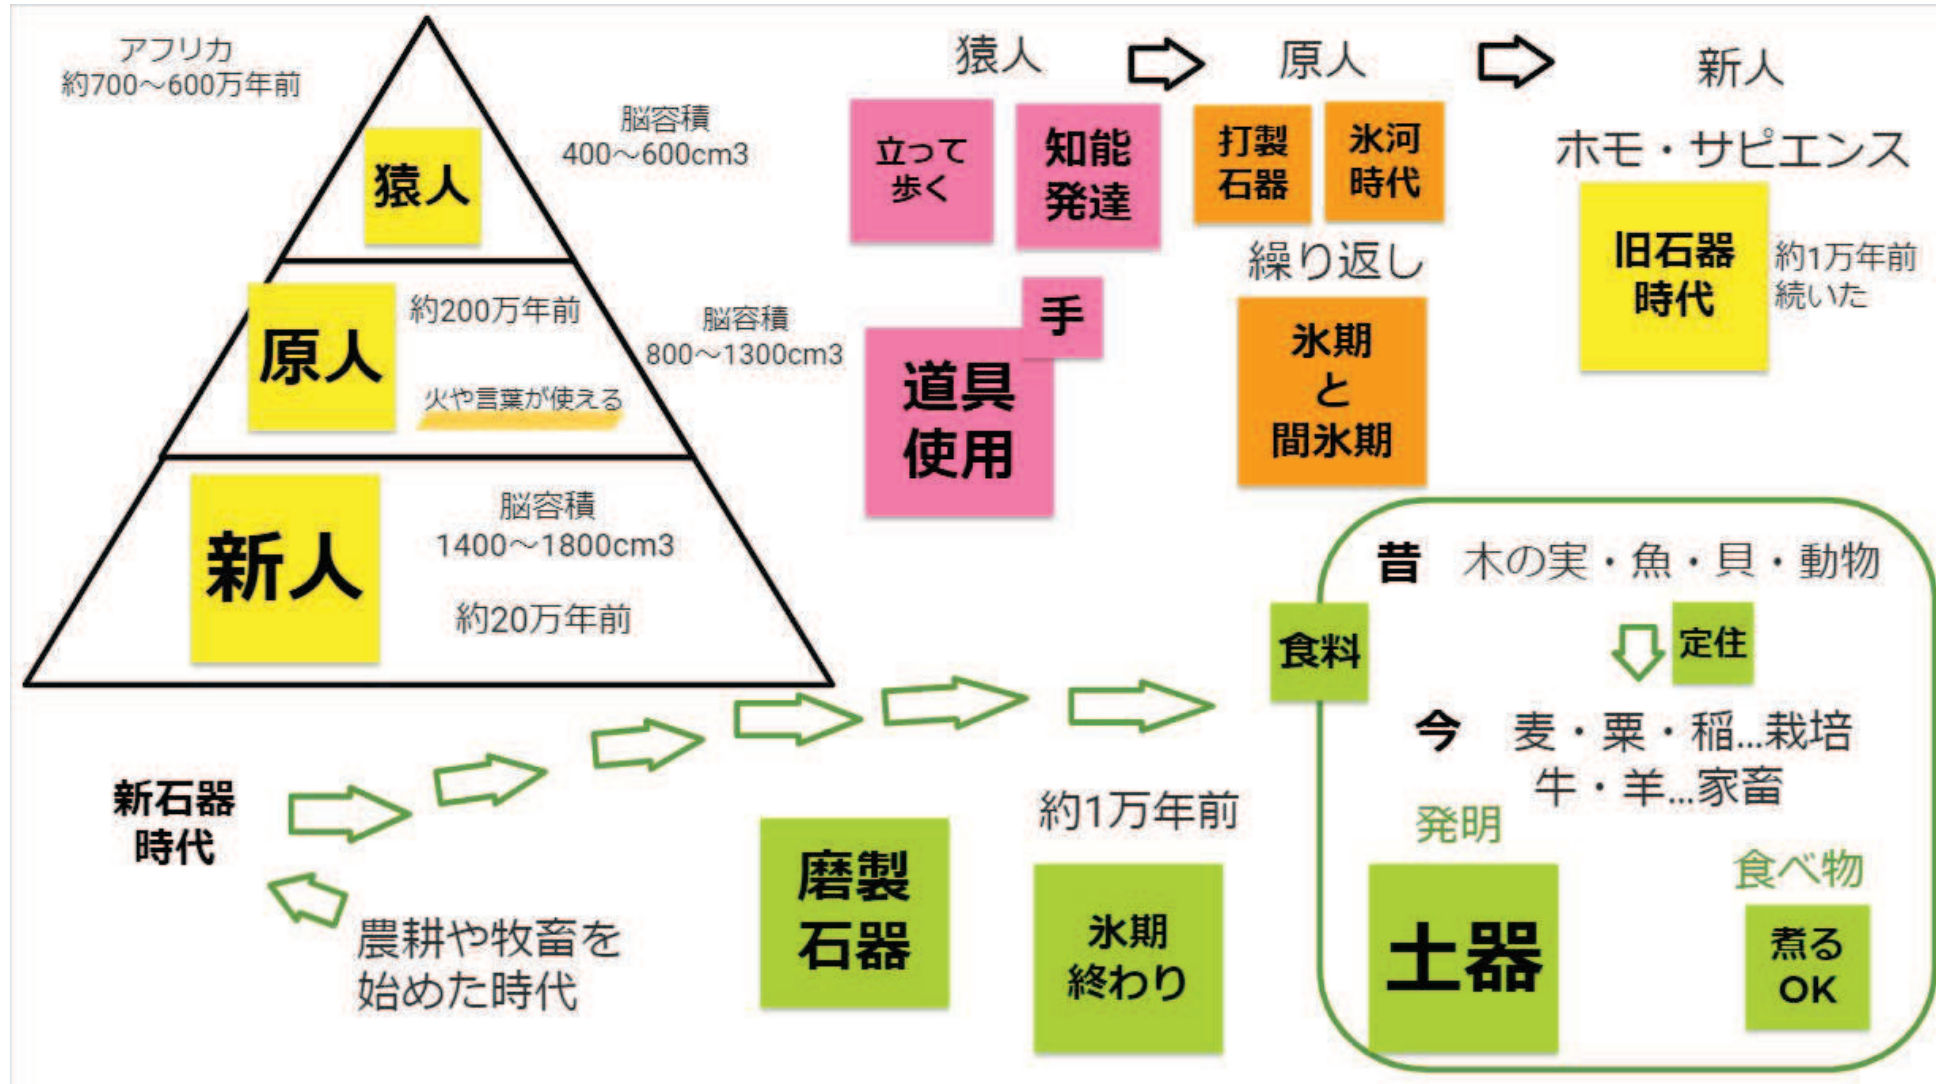 アフリカ
約700〜600万年前
猿人
脳容積
400〜600cm3
原人
約200万年前
火や言葉が使える
脳容積
800〜1300cm3
新人
脳容積
1400〜1800cm3
約20万年前
猿人
立って
歩く
知能
発達
手
道具
使用
原人
打製
石器
氷河
時代
繰り返し
氷期
と
間氷期
新人
ホモ・サピエンス
旧石器
時代
約1万年前
続いた
新石器
時代
農耕や牧畜を
始めた時代
磨製
石器
約1万年前
氷期
終わり
食料
昔 木の実・魚・貝・動物
定住
今 麦・粟・稲...栽培
牛・羊...家畜
発明
土器
食べ物
煮る
OK